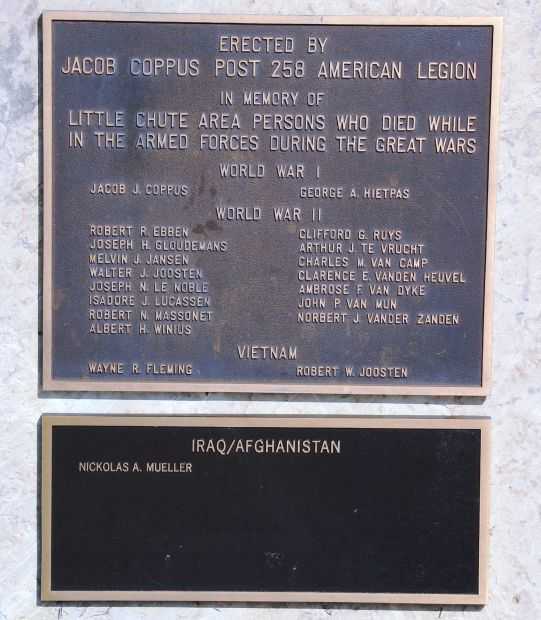 ERECTED BY
JACOB COPPUS POST 258 AMERICAN LEGION
IN MEMORY OF
LITTLE CHUTE AREA PERSONS WHO DIED WHILE
IN THE ARMED FORCES DURING THE GREAT WARS
WORLD WAR I
JACOB J. COPPUS GEORGE A. HIETPAS
WORLD WAR II
ROBERT R. EBBEN CLIFFORD G. RUYS
JOSEPH H. GLOUDEMANS ARTHUR J. TE VRUCHT
MELVIN J. JANSEN CHARLES M. VAN CAMP
WALTER J. JOOSTEN CLARENCE E. VANDEN HEUVEL
JOSEPH N. LE NOBLE AMBROSE F. VAN DYKE
ISADORE J. LUCASSEN JOHN P. VAN MUN
ROBERT N. MASSONET NORBERT J. VANDER ZANDEN
ALBERT H. WINIUS
VIETNAM
WAYNE R. FLEMING ROBERT W. JOOSTEN
IRAQ/AFGHANISTAN
NICKOLAS A. MUELLER